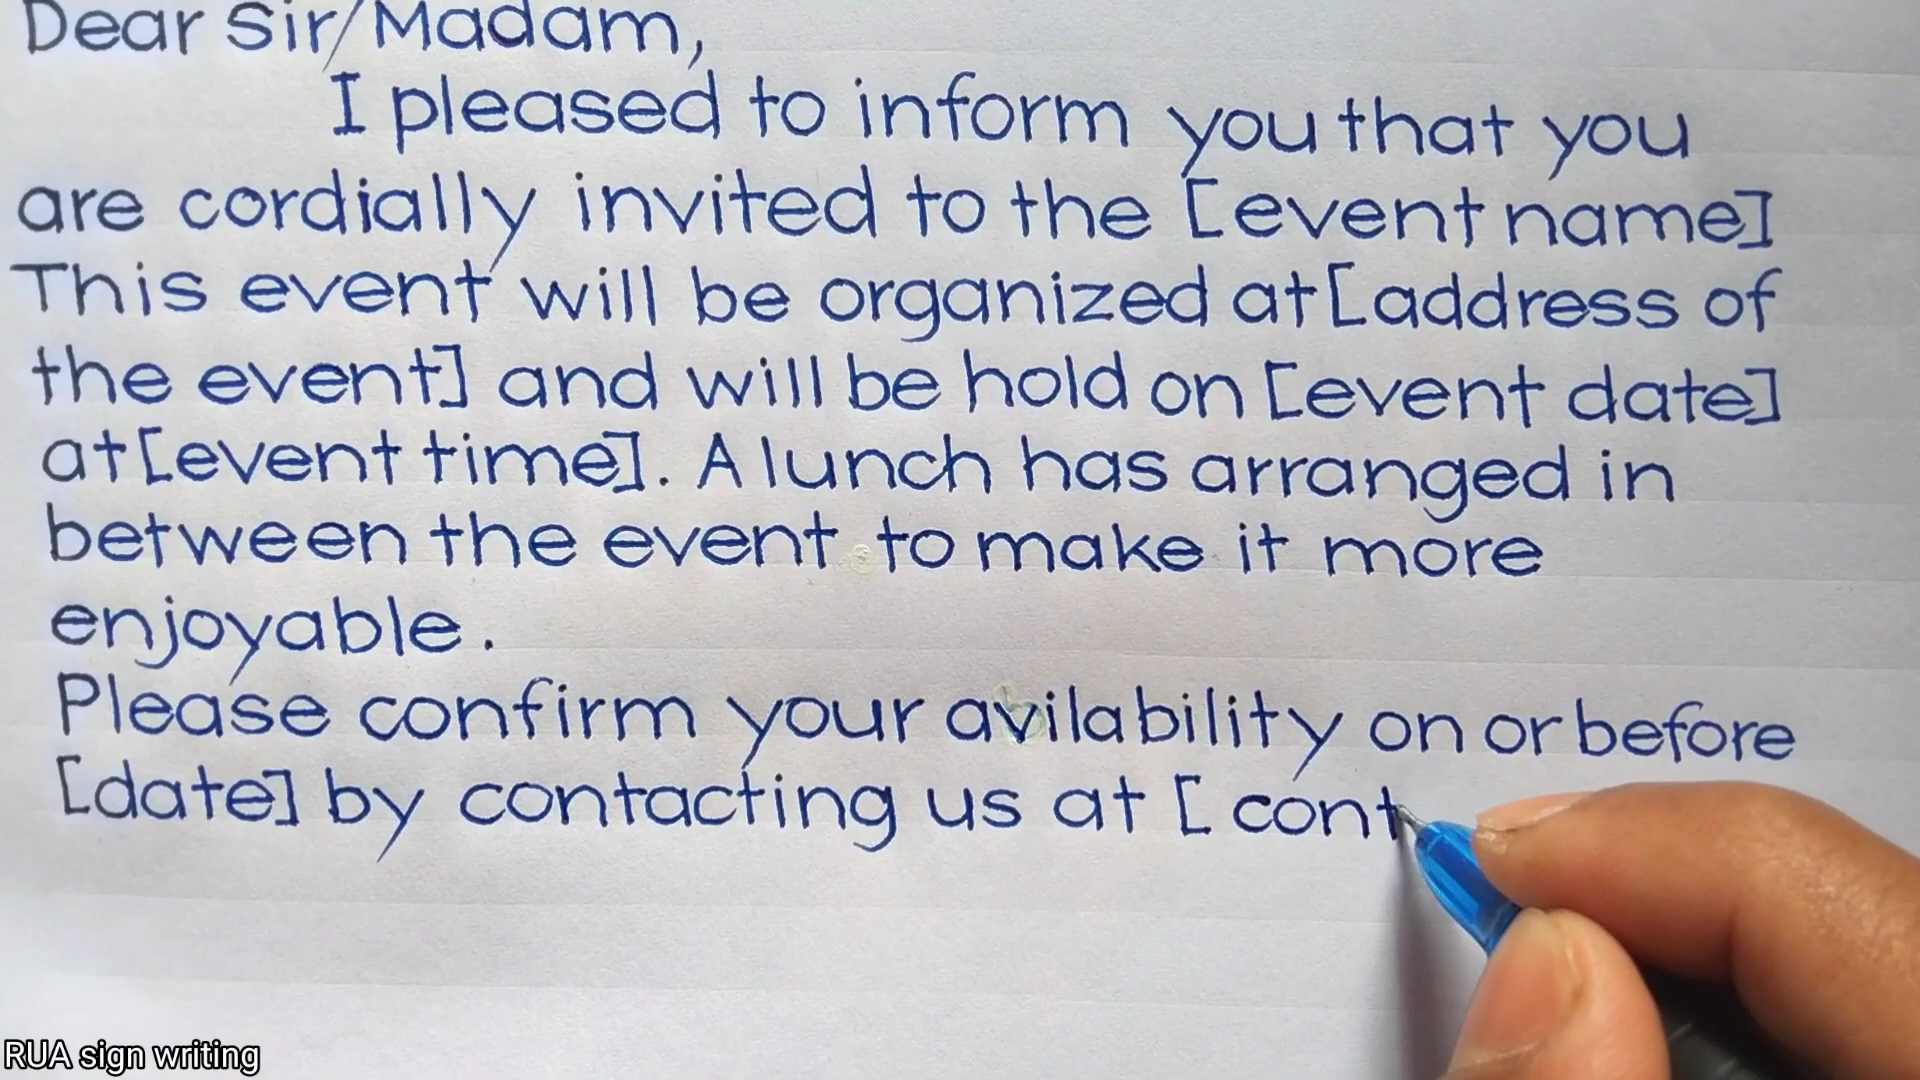 Dear Sir/Madam,
I pleased to inform you that you
are cordially invited to the [event name]
This event will be organized at [address of
the event] and will be hold on [event date]
at [event time]. A lunch has arranged in
between the event to make it more
enjoyable.
Please confirm your avilability on or before
[date] by contacting us at [ cont
RUA sign writing